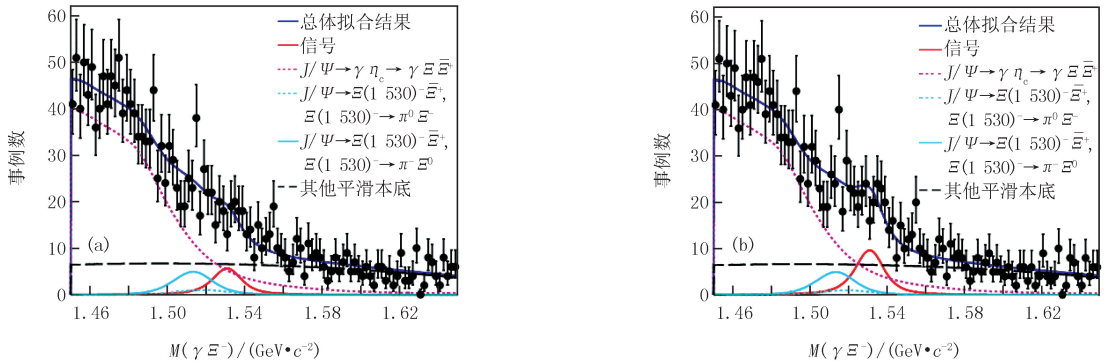 60
50
40
30
20
10
0
事例数
总体拟合结果
信号
J/Ψ→γ η_c→γ Ξ Ξ̄⁺
J/Ψ→Ξ(1 530)⁻Ξ̄⁺,
Ξ(1 530)⁻→π⁰ Ξ⁻
J/Ψ→Ξ(1 530)⁻Ξ̄⁺,
Ξ(1 530)⁻→π⁻Ξ⁰
其他平滑本底
(a)
1.46 1.50 1.54 1.58 1.62
M(γ Ξ⁻)/(GeV•c⁻²)
60
50
40
30
20
10
0
事例数
总体拟合结果
信号
J/Ψ→γ η_c→γ Ξ Ξ̄⁺
J/Ψ→Ξ(1 530)⁻Ξ̄⁺,
Ξ(1 530)⁻→π⁰ Ξ⁻
J/Ψ→Ξ(1 530)⁻Ξ̄⁺,
Ξ(1 530)⁻→π⁻Ξ⁰
其他平滑本底
(b)
1.46 1.50 1.54 1.58 1.62
M(γ Ξ⁻)/(GeV•c⁻²)